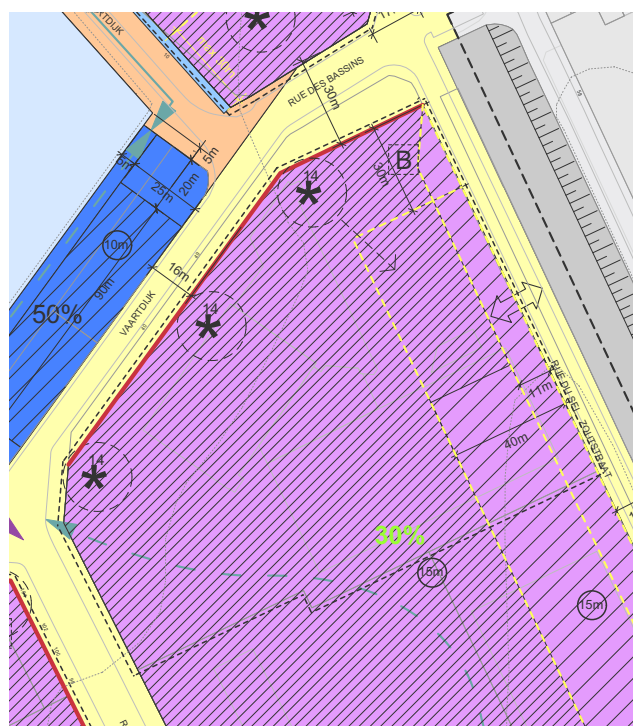 RTDIJK
RUE DES BASSINS
30m
B
30m
5m
5m
25m
20m
14
10m
16m
90m
50%
VAARTDIJK
14
11m
RUE DU SEL - ZOUTSTRAAT
40m
14
30%
15m
15m
R